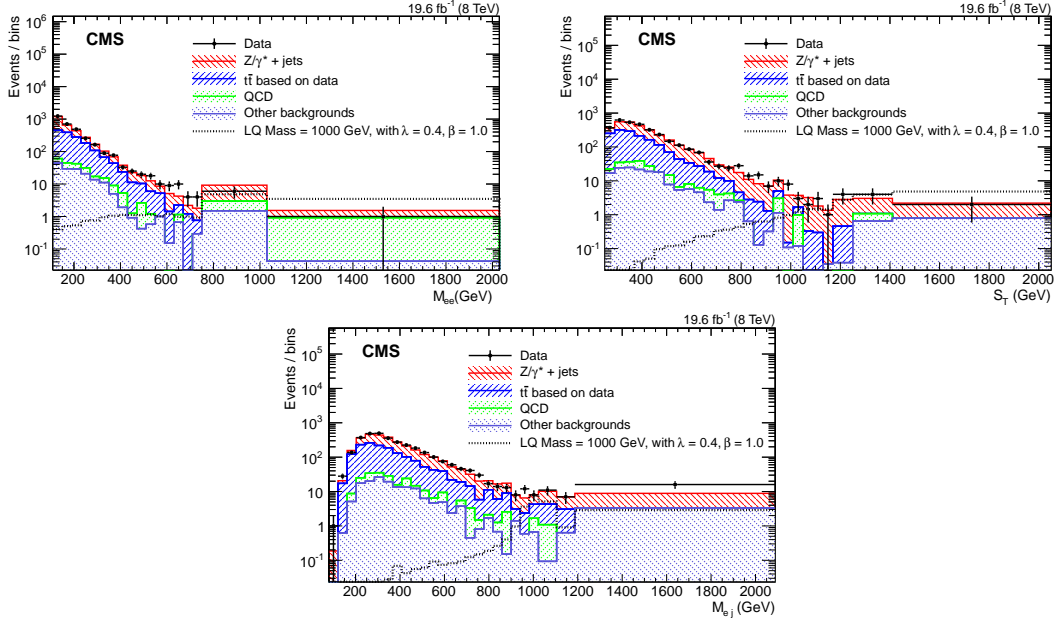 19.6 fb⁻¹ (8 TeV)
CMS
Data
Z/γ* + jets
tt̄ based on data
QCD
Other backgrounds
LQ Mass = 1000 GeV, with λ = 0.4, β = 1.0
Events / bins
10⁶
10⁵
10⁴
10³
10²
10
1
10⁻¹
200 400 600 800 1000 1200 1400 1600 1800 2000
M_ee(GeV)
19.6 fb⁻¹ (8 TeV)
CMS
Data
Z/γ* + jets
tt̄ based on data
QCD
Other backgrounds
LQ Mass = 1000 GeV, with λ = 0.4, β = 1.0
Events / bins
10⁵
10⁴
10³
10²
10
1
10⁻¹
400 600 800 1000 1200 1400 1600 1800 2000
S_T (GeV)
19.6 fb⁻¹ (8 TeV)
CMS
Data
Z/γ* + jets
tt̄ based on data
QCD
Other backgrounds
LQ Mass = 1000 GeV, with λ = 0.4, β = 1.0
Events / bins
10⁵
10⁴
10³
10²
10
1
10⁻¹
200 400 600 800 1000 1200 1400 1600 1800 2000
M_e j (GeV)